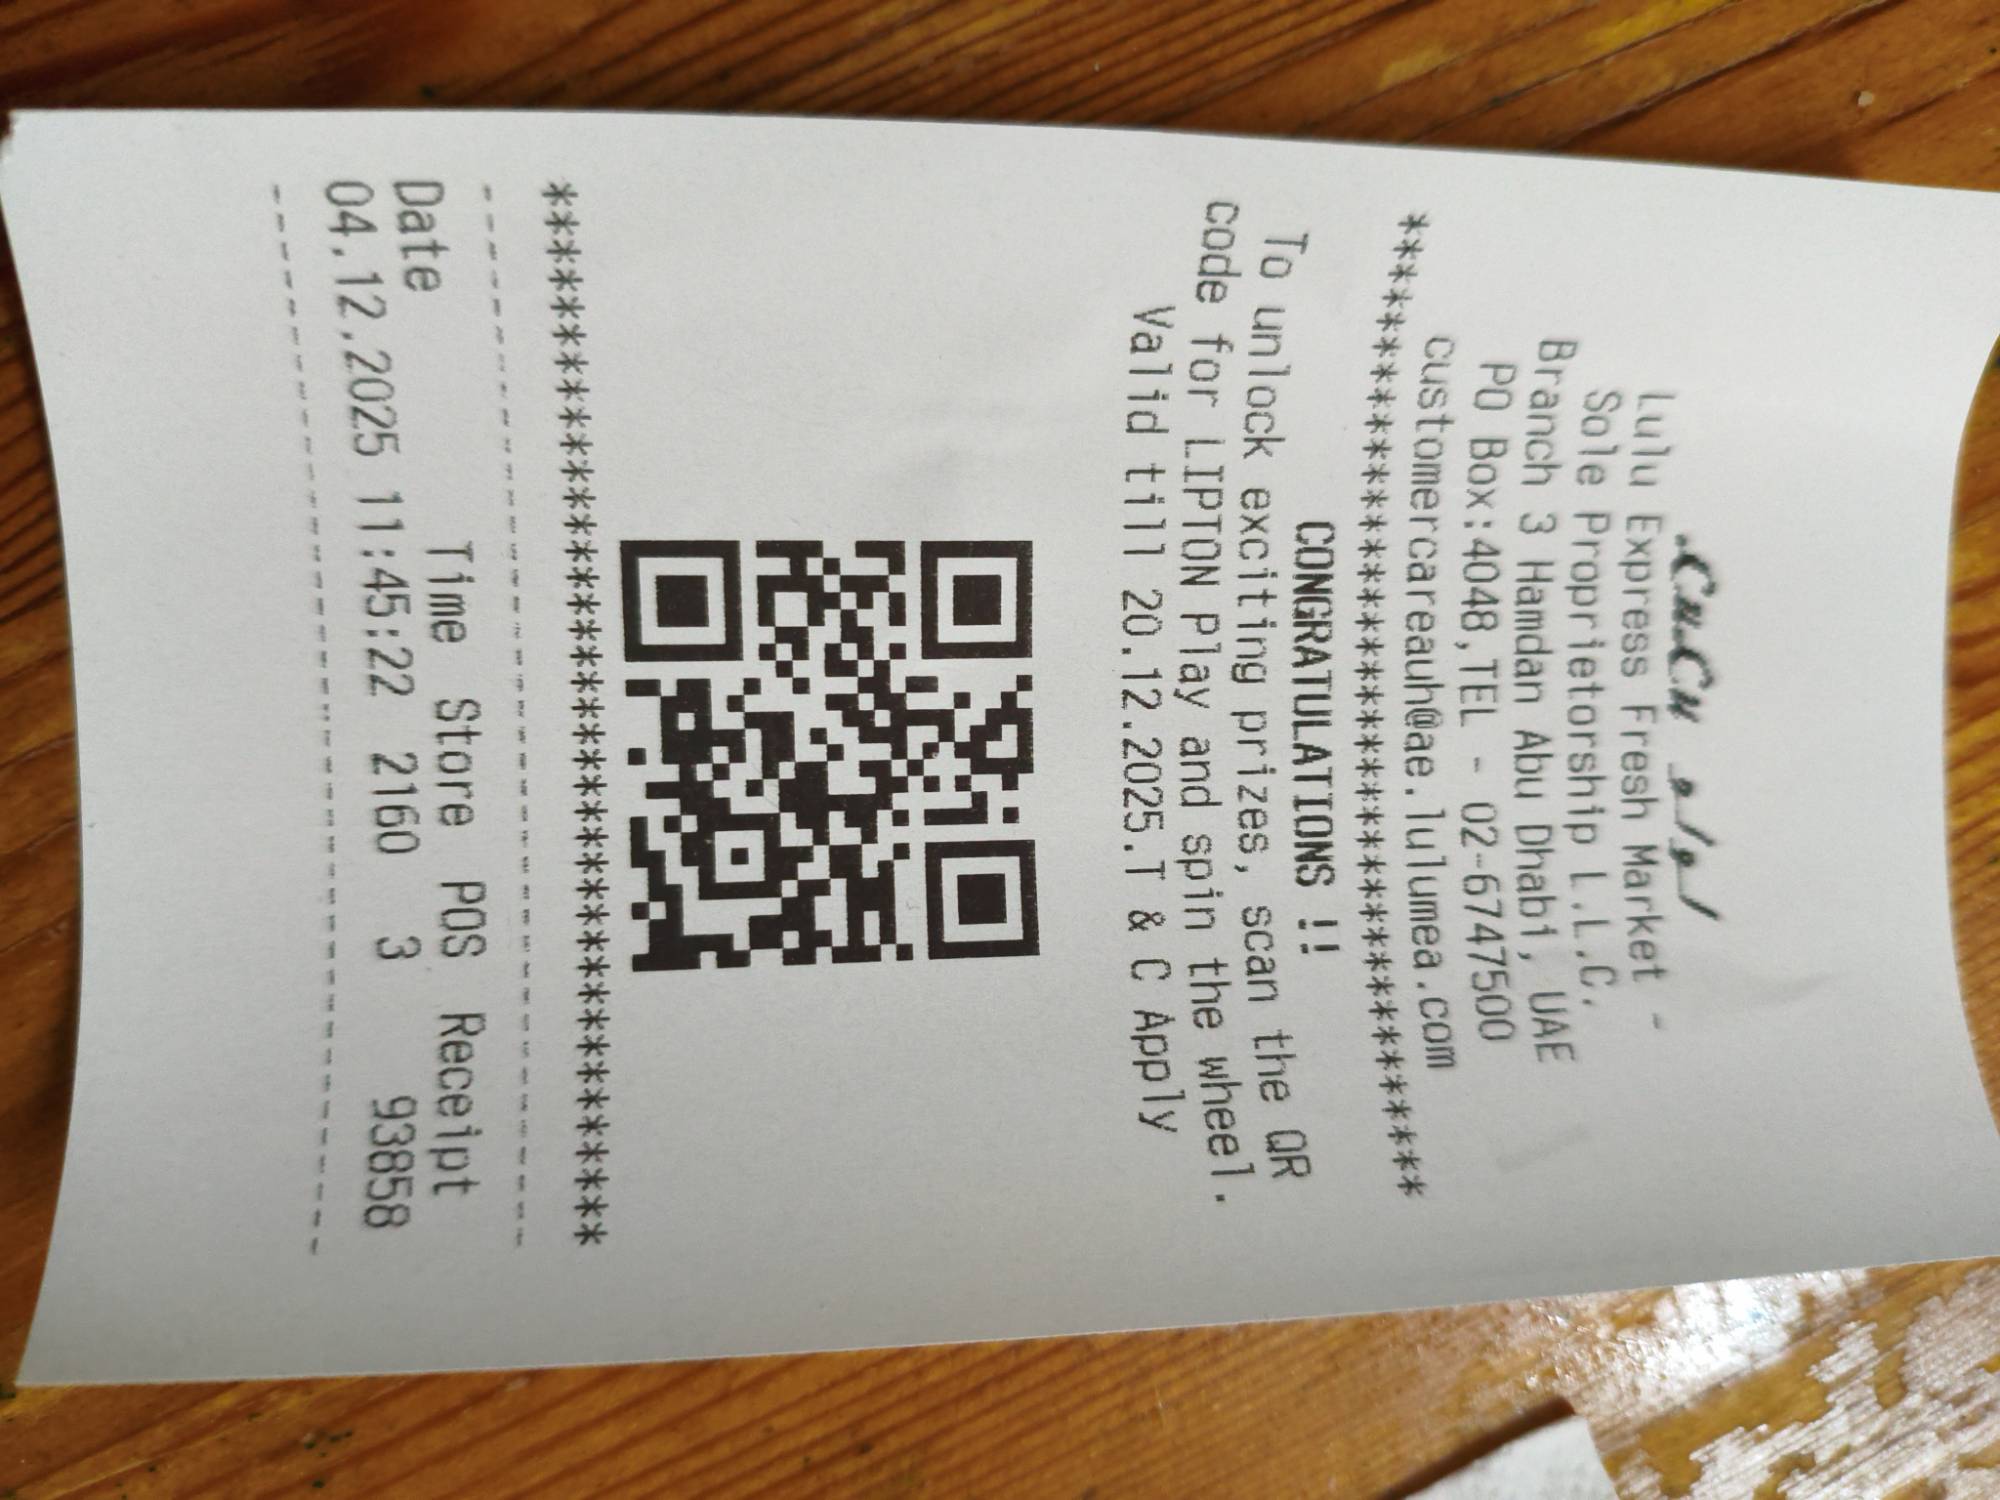 Lulu Express Fresh Market -
Sole Proprietorship L.L.C.
Branch 3 Hamdan Abu Dhabi, UAE
PO Box:4048,TEL - 02-6747500
customercareauh@ae.lulumea.com
****************************************
CONGRATULATIONS !!
To unlock exciting prizes, scan the QR
code for LIPTON Play and spin the wheel.
Valid till 20.12.2025.T & C Apply
****************************************
Date Time Store POS Receipt
04.12.2025 11:45:22 2160 3 93858